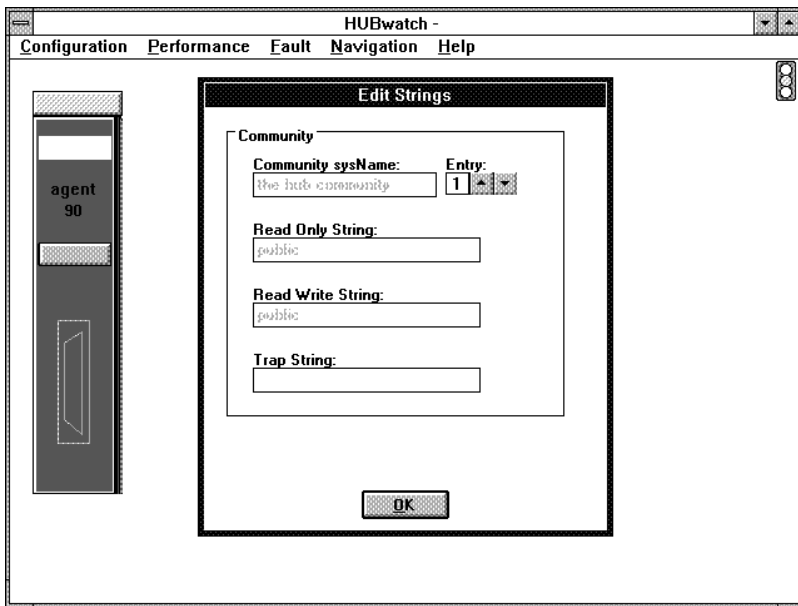 HUBwatch -
Configuration Performance Fault Navigation Help
agent
90
Edit Strings
Community
Community sysName: Entry:
the hub community 1
Read Only String:
public
Read Write String:
public
Trap String:
OK